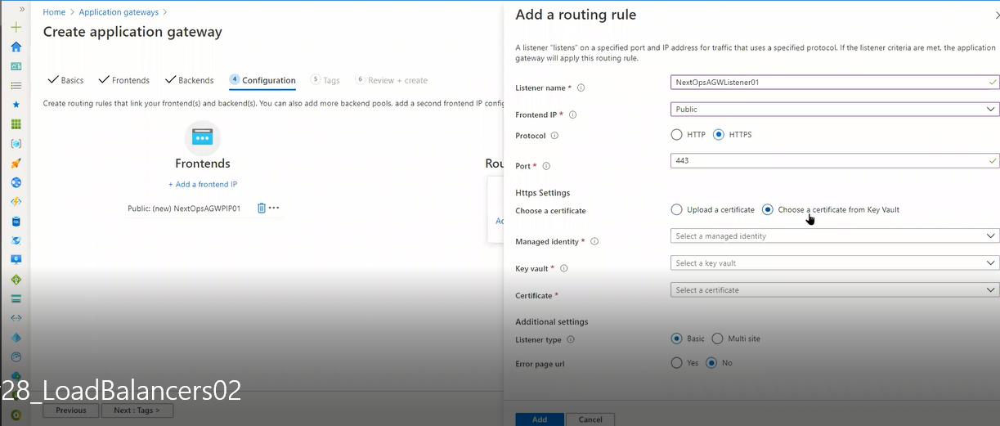 Home > Application gateways >
Create application gateway
Basics Frontends Backends 4 Configuration 5 Tags 6 Review + create
Create routing rules that link your frontend(s) and backend(s). You can also add more backend pools, add a second frontend IP config
Frontends
+ Add a frontend IP
Public: (new) NextOpsAGWPIP01
Rou
Previous
Next : Tags >
28_LoadBalancers02
Add a routing rule
A listener "listens" on a specified port and IP address for traffic that uses a specified protocol. If the listener criteria are met, the application
gateway will apply this routing rule.
Listener name * NextOpsAGWListener01
Frontend IP * Public
Protocol HTTP HTTPS
Port * 443
Https Settings
Choose a certificate Upload a certificate Choose a certificate from Key Vault
Managed identity * Select a managed identity
Key vault * Select a key vault
Certificate * Select a certificate
Additional settings
Listener type Basic Multi site
Error page url Yes No
Add
Cancel